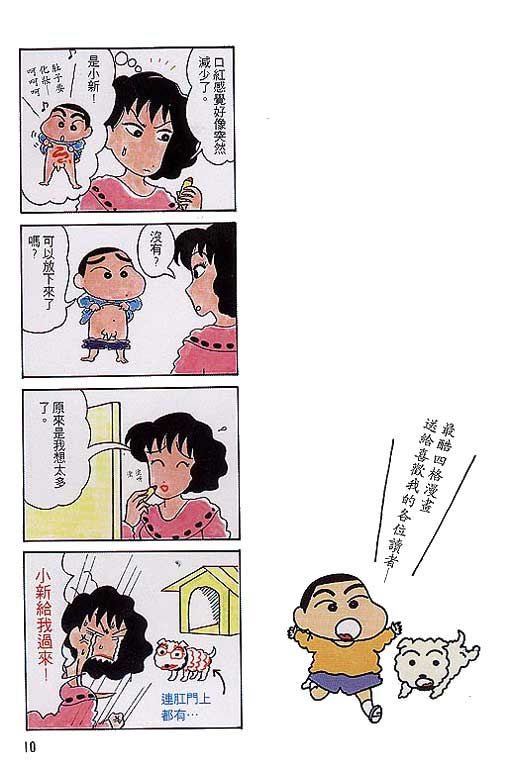 口紅感覺好像突然
減少了。
是小新！
肚子要
化妝—
呵呵呵
沒有？
可以放下來了
嗎？
原來是我想太多
了。
塗
塗呀
小新給我過來！
連肛門上
都有…
最酷四格漫畫
送給喜歡我的各位讀者—
10